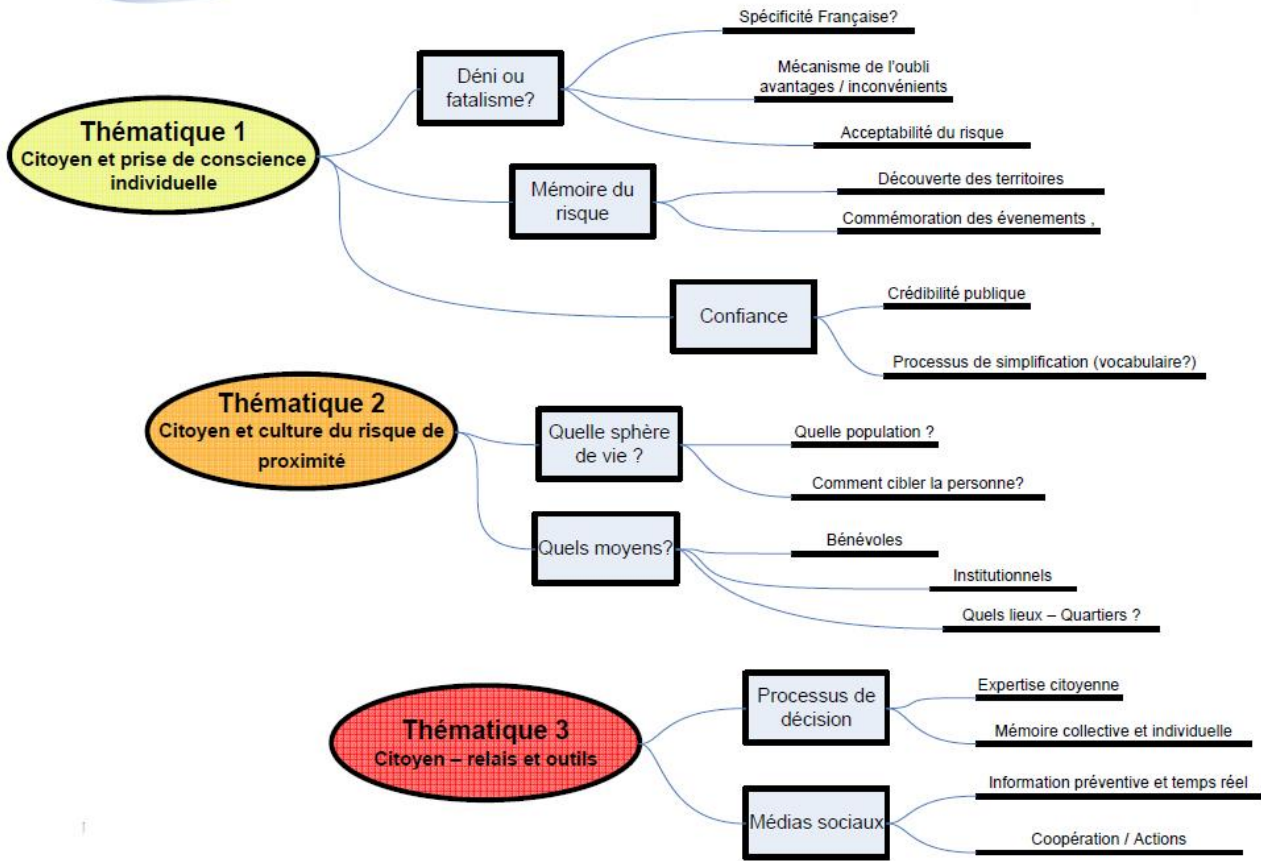 Spécificité Française?
Déni ou
fatalisme?
Mécanisme de l'oubli
avantages / inconvénients
Acceptabilité du risque
Thématique 1
Citoyen et prise de conscience
individuelle
Mémoire du
risque
Découverte des territoires
Commémoration des évenements ,
Confiance
Crédibilité publique
Processus de simplification (vocabulaire?)
Thématique 2
Citoyen et culture du risque de
proximité
Quelle sphère
de vie ?
Quelle population ?
Comment cibler la personne?
Quels moyens?
Bénévoles
Institutionnels
Quels lieux – Quartiers ?
Thématique 3
Citoyen – relais et outils
Processus de
décision
Expertise citoyenne
Mémoire collective et individuelle
Médias sociaux
Information préventive et temps réel
Coopération / Actions